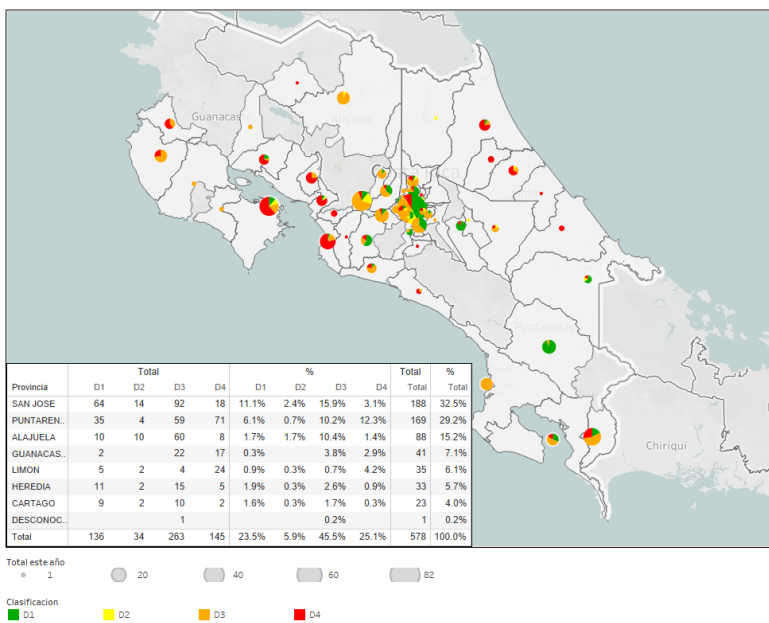 Guanacaste
Alajuela
Costa Rica
Puntarenas
Chiriquí
Total % Total %
Provincia D1 D2 D3 D4 D1 D2 D3 D4 Total Total
SAN JOSE 64 14 92 18 11.1% 2.4% 15.9% 3.1% 188 32.5%
PUNTAREN.. 35 4 59 71 6.1% 0.7% 10.2% 12.3% 169 29.2%
ALAJUELA 10 10 60 8 1.7% 1.7% 10.4% 1.4% 88 15.2%
GUANACAS.. 2 22 17 0.3% 3.8% 2.9% 41 7.1%
LIMON 5 2 4 24 0.9% 0.3% 0.7% 4.2% 35 6.1%
HEREDIA 11 2 15 5 1.9% 0.3% 2.6% 0.9% 33 5.7%
CARTAGO 9 2 10 2 1.6% 0.3% 1.7% 0.3% 23 4.0%
DESCONOC.. 1 0.2% 1 0.2%
Total 136 34 263 145 23.5% 5.9% 45.5% 25.1% 578 100.0%
Total este año
1 20 40 60 82
Clasificacion
D1 D2 D3 D4